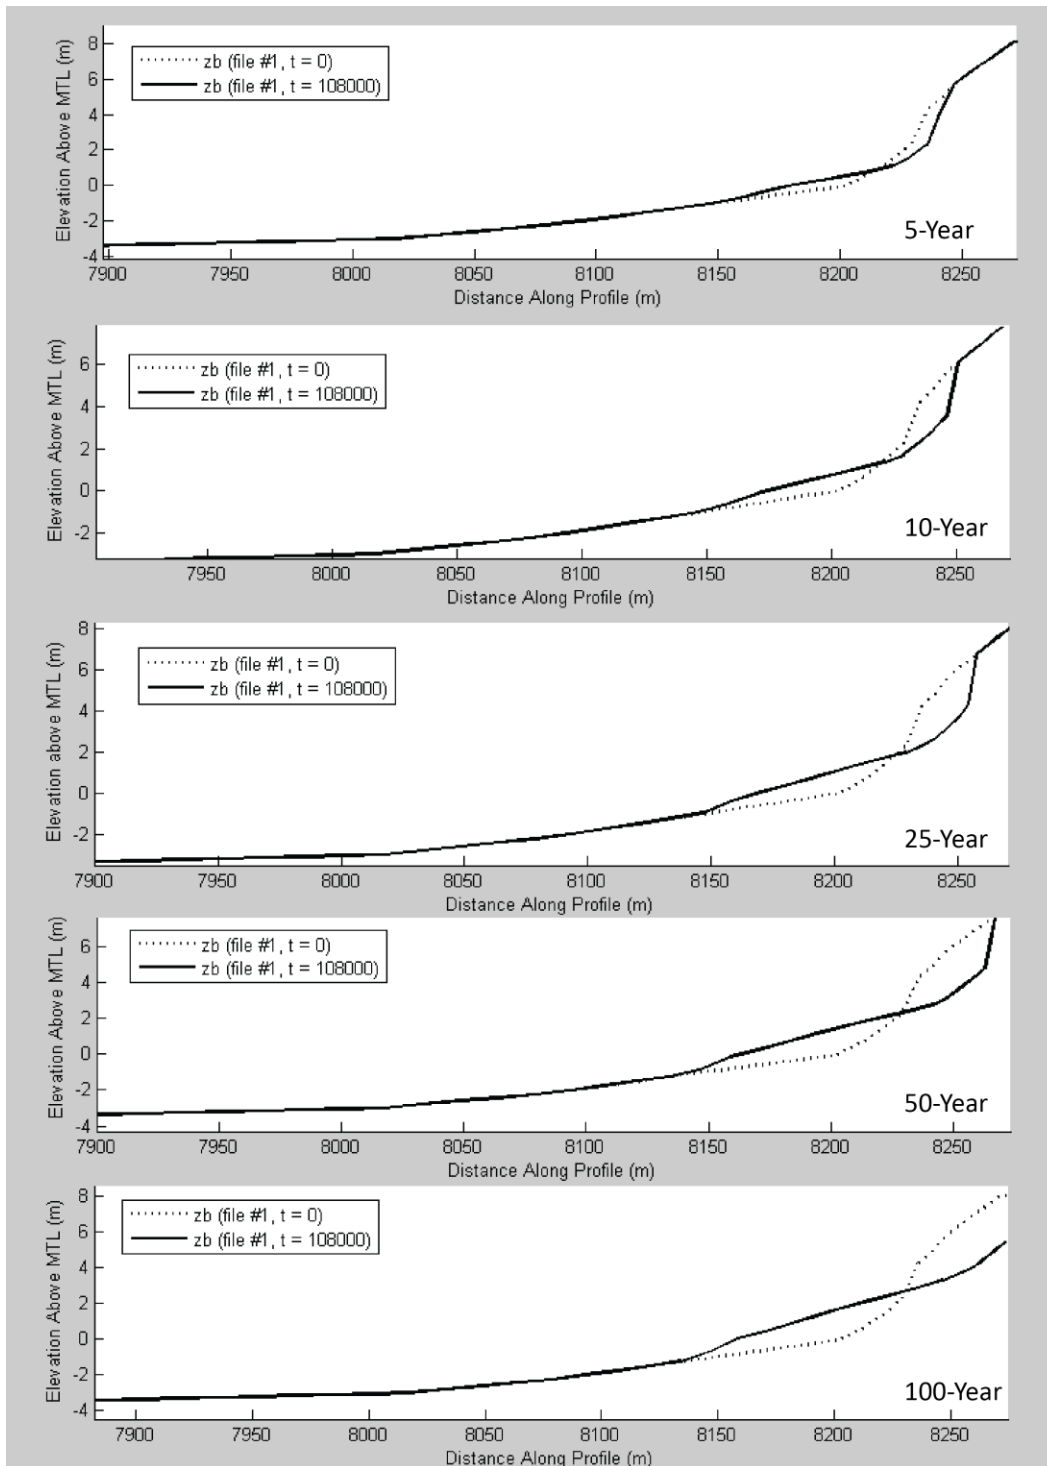 Elevation Above MTL (m)
8
6
4
2
0
-2
-4
zb (file #1, t = 0)
zb (file #1, t = 108000)
5-Year
7900 7950 8000 8050 8100 8150 8200 8250
Distance Along Profile (m)
Elevation Above MTL (m)
6
4
2
0
-2
zb (file #1, t = 0)
zb (file #1, t = 108000)
10-Year
7950 8000 8050 8100 8150 8200 8250
Distance Along Profile (m)
Elevation above MTL (m)
8
6
4
2
0
-2
zb (file #1, t = 0)
zb (file #1, t = 108000)
25-Year
7900 7950 8000 8050 8100 8150 8200 8250
Distance Along Profile (m)
Elevation Above MTL (m)
6
4
2
0
-2
-4
zb (file #1, t = 0)
zb (file #1, t = 108000)
50-Year
7900 7950 8000 8050 8100 8150 8200 8250
Distance Along Profile (m)
Elevation Above MTL (m)
8
6
4
2
0
-2
-4
zb (file #1, t = 0)
zb (file #1, t = 108000)
100-Year
7900 7950 8000 8050 8100 8150 8200 8250
Distance Along Profile (m)